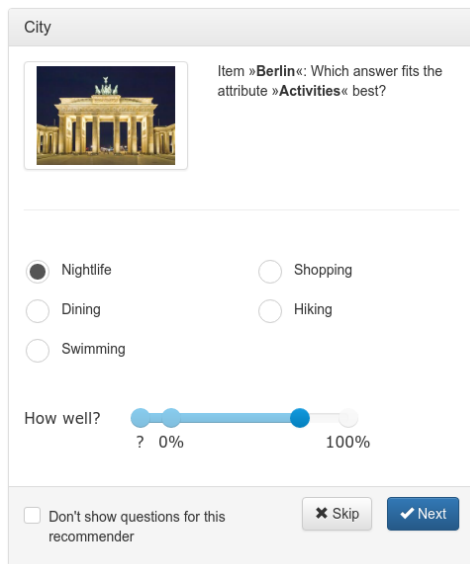 City
Item »Berlin«: Which answer fits the
attribute »Activities« best?
Nightlife
Shopping
Dining
Hiking
Swimming
How well?
? 0% 100%
Don't show questions for this
recommender
Skip
Next